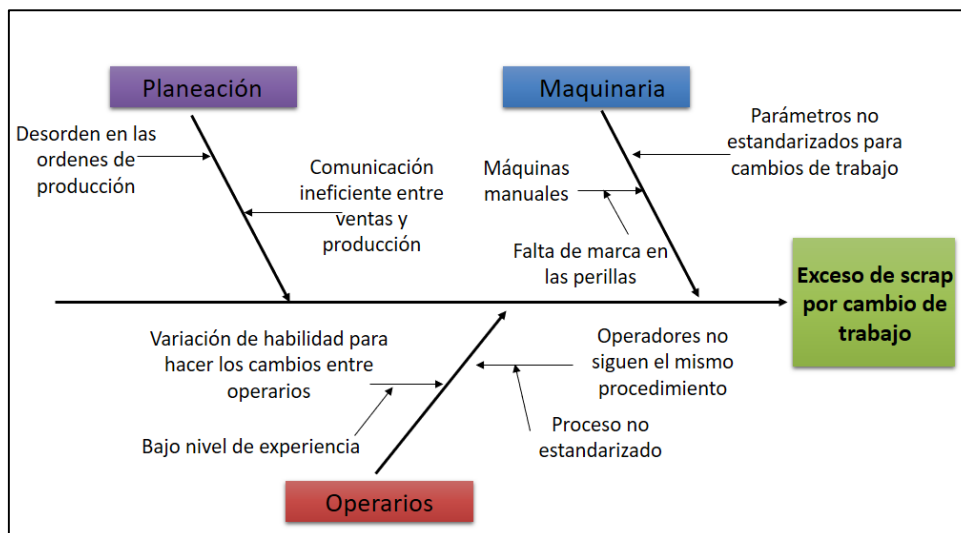 Planeación
Maquinaria
Desorden en las
ordenes de
producción
Comunicación
ineficiente entre
ventas y
producción
Máquinas
manuales
Parámetros no
estandarizados para
cambios de trabajo
Falta de marca en
las perillas
Exceso de scrap
por cambio de
trabajo
Variación de habilidad para
hacer los cambios entre
operarios
Operadores no
siguen el mismo
procedimiento
Bajo nivel de experiencia
Proceso no
estandarizado
Operarios